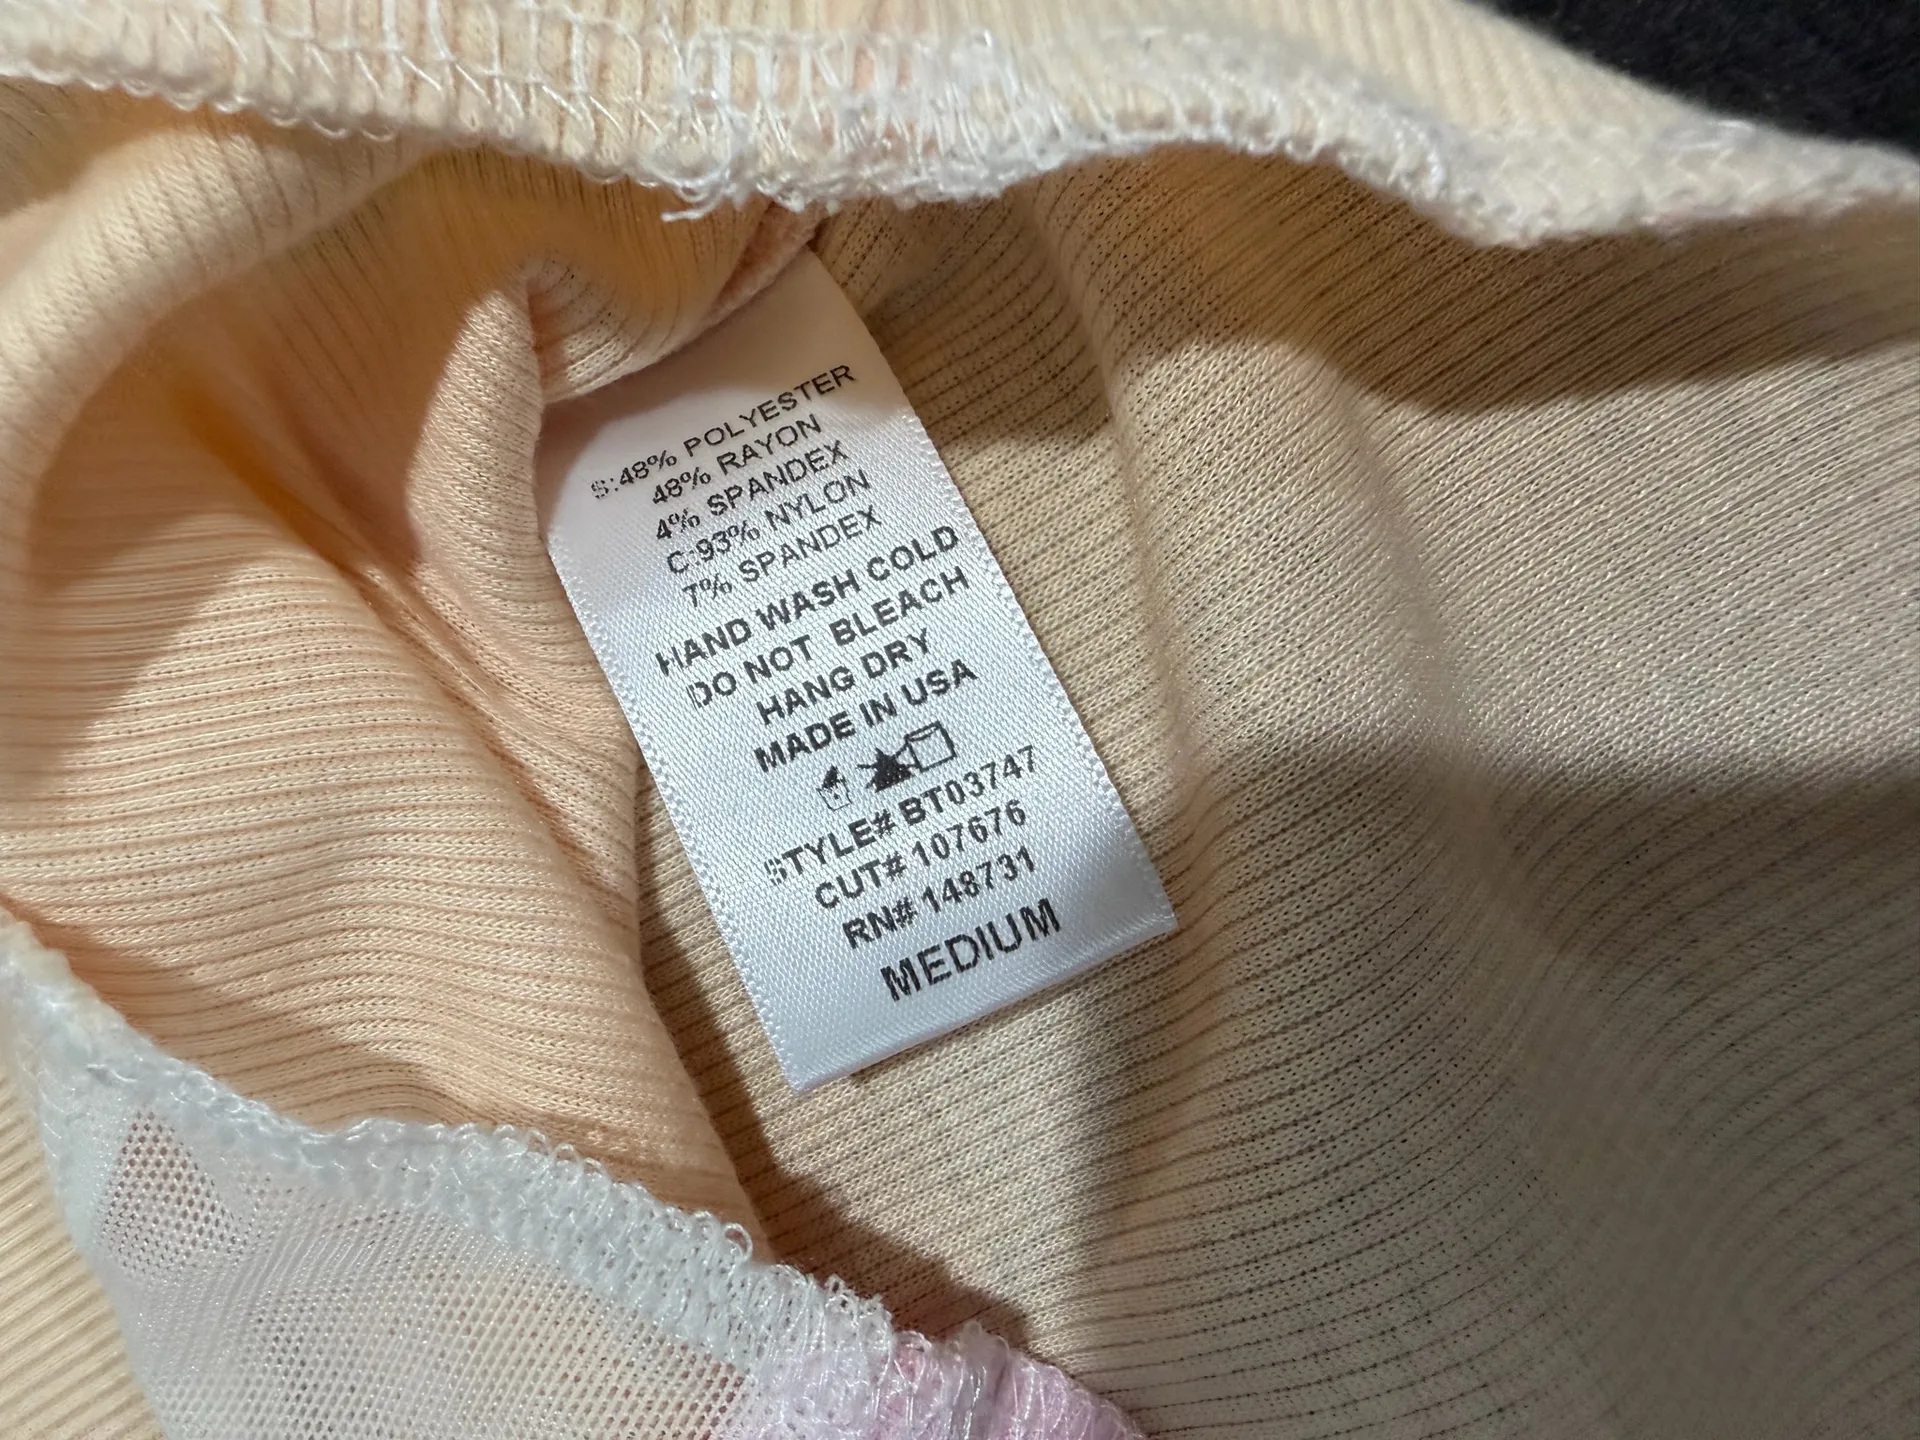 S:48% POLYESTER
48% RAYON
4% SPANDEX
C:93% NYLON
7% SPANDEX
HAND WASH COLD
DO NOT BLEACH
HANG DRY
MADE IN USA
STYLE# BT03747
CUT# 107676
RN# 148731
MEDIUM